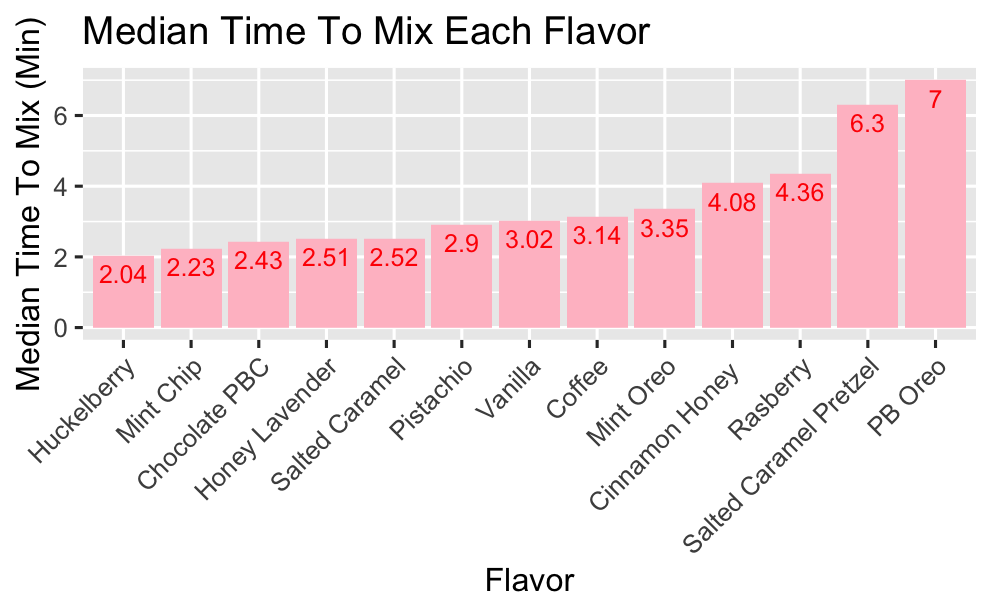 Median Time To Mix Each Flavor
Median Time To Mix (Min)
6
4
2
0
2.04
2.23
2.43
2.51
2.52
2.9
3.02
3.14
3.35
4.08
4.36
6.3
7
Huckelberry
Mint Chip
Chocolate PBC
Honey Lavender
Salted Caramel
Pistachio
Vanilla
Coffee
Mint Oreo
Cinnamon Honey
Rasberry
Salted Caramel Pretzel
PB Oreo
Flavor